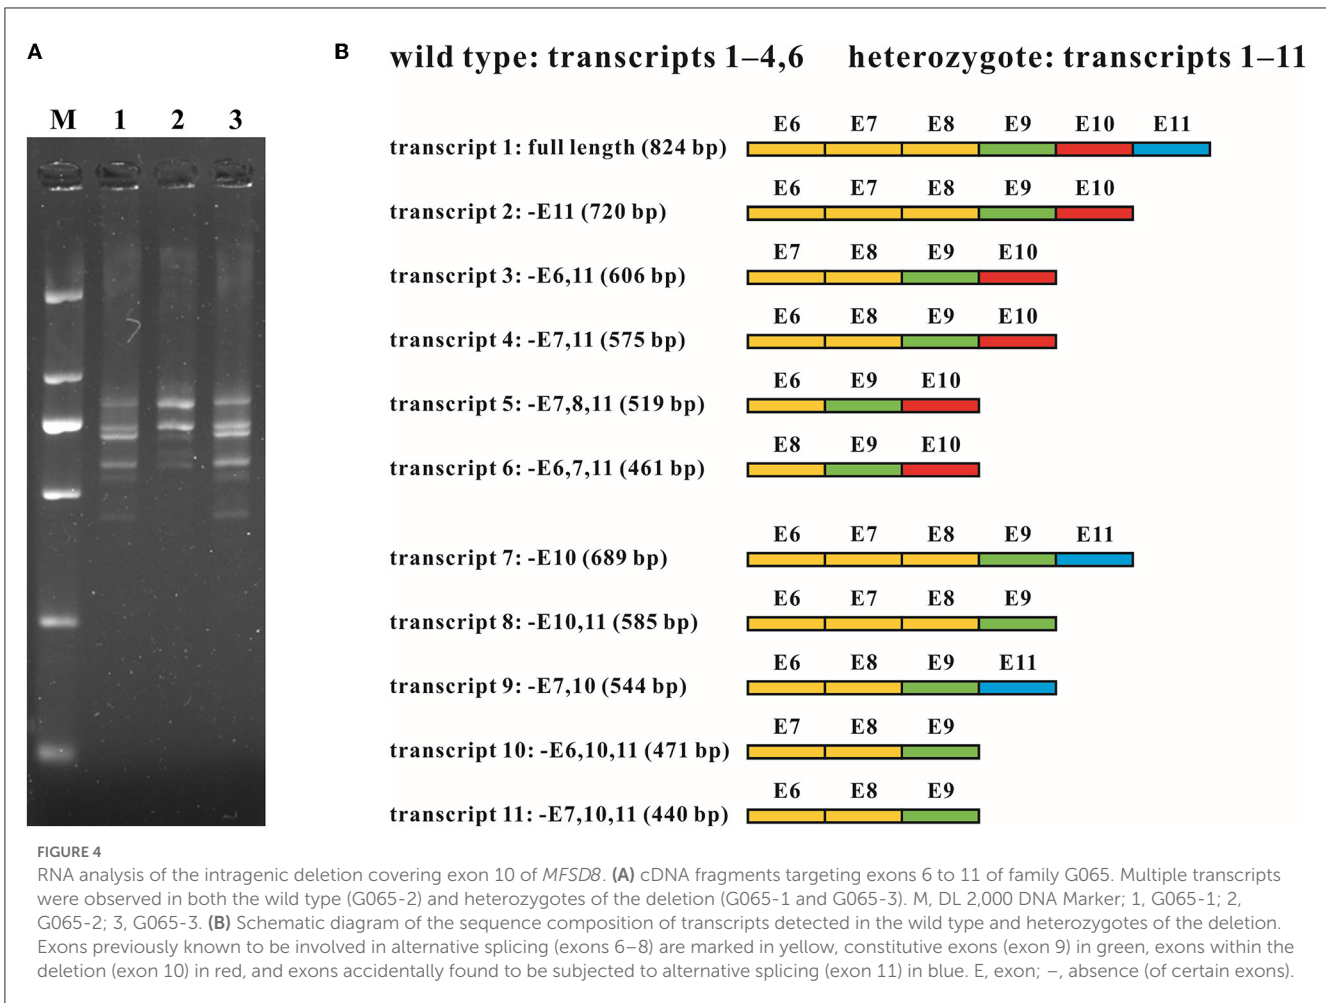 A
B
wild type: transcripts 1–4,6 heterozygote: transcripts 1–11
M 1 2 3
E6 E7 E8 E9 E10 E11
transcript 1: full length (824 bp)
E6 E7 E8 E9 E10
transcript 2: -E11 (720 bp)
E7 E8 E9 E10
transcript 3: -E6,11 (606 bp)
E6 E8 E9 E10
transcript 4: -E7,11 (575 bp)
E6 E9 E10
transcript 5: -E7,8,11 (519 bp)
E8 E9 E10
transcript 6: -E6,7,11 (461 bp)
E6 E7 E8 E9 E11
transcript 7: -E10 (689 bp)
E6 E7 E8 E9
transcript 8: -E10,11 (585 bp)
E6 E8 E9 E11
transcript 9: -E7,10 (544 bp)
E7 E8 E9
transcript 10: -E6,10,11 (471 bp)
E6 E8 E9
transcript 11: -E7,10,11 (440 bp)
FIGURE 4
RNA analysis of the intragenic deletion covering exon 10 of MFSD8. (A) cDNA fragments targeting exons 6 to 11 of family G065. Multiple transcripts
were observed in both the wild type (G065-2) and heterozygotes of the deletion (G065-1 and G065-3). M, DL 2,000 DNA Marker; 1, G065-1; 2,
G065-2; 3, G065-3. (B) Schematic diagram of the sequence composition of transcripts detected in the wild type and heterozygotes of the deletion.
Exons previously known to be involved in alternative splicing (exons 6–8) are marked in yellow, constitutive exons (exon 9) in green, exons within the
deletion (exon 10) in red, and exons accidentally found to be subjected to alternative splicing (exon 11) in blue. E, exon; –, absence (of certain exons).